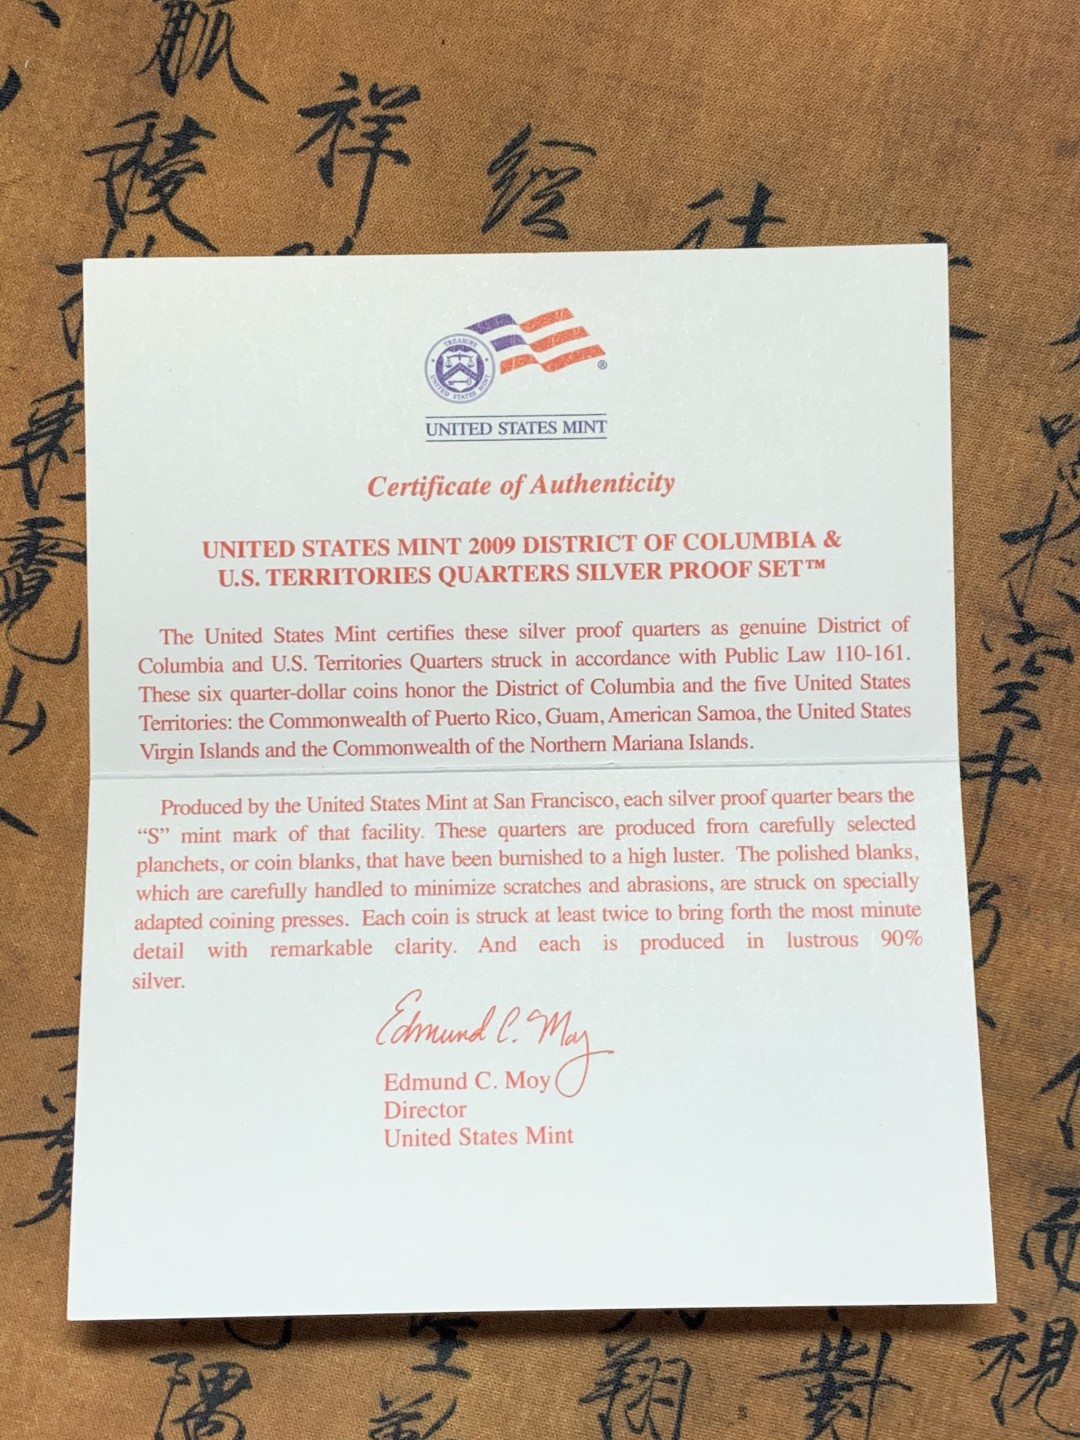 祥
TREASURY
UNITED STATES MINT
®
UNITED STATES MINT
Certificate of Authenticity
UNITED STATES MINT 2009 DISTRICT OF COLUMBIA &
U.S. TERRITORIES QUARTERS SILVER PROOF SET™
The United States Mint certifies these silver proof quarters as genuine District of
Columbia and U.S. Territories Quarters struck in accordance with Public Law 110-161.
These six quarter-dollar coins honor the District of Columbia and the five United States
Territories: the Commonwealth of Puerto Rico, Guam, American Samoa, the United States
Virgin Islands and the Commonwealth of the Northern Mariana Islands.
Produced by the United States Mint at San Francisco, each silver proof quarter bears the
“S” mint mark of that facility. These quarters are produced from carefully selected
planchets, or coin blanks, that have been burnished to a high luster. The polished blanks,
which are carefully handled to minimize scratches and abrasions, are struck on specially
adapted coining presses. Each coin is struck at least twice to bring forth the most minute
detail with remarkable clarity. And each is produced in lustrous 90%
silver.
Edmund C. Moy
Edmund C. Moy
Director
United States Mint
隅
翔
對
視